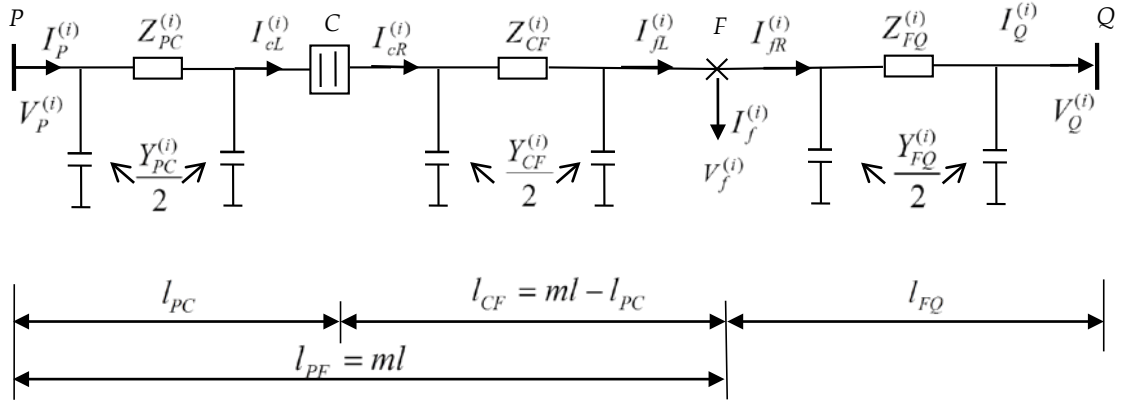 P I_P^{(i)} Z_{PC}^{(i)} I_{cL}^{(i)} C I_{cR}^{(i)} Z_{CF}^{(i)} I_{fL}^{(i)} F I_{fR}^{(i)} Z_{FQ}^{(i)} I_Q^{(i)} Q
V_P^{(i)} I_f^{(i)} V_Q^{(i)}
Y_{PC}^{(i)}/2 Y_{CF}^{(i)}/2 V_f^{(i)} Y_{FQ}^{(i)}/2
l_{PC} l_{CF} = ml − l_{PC} l_{FQ}
l_{PF} = ml